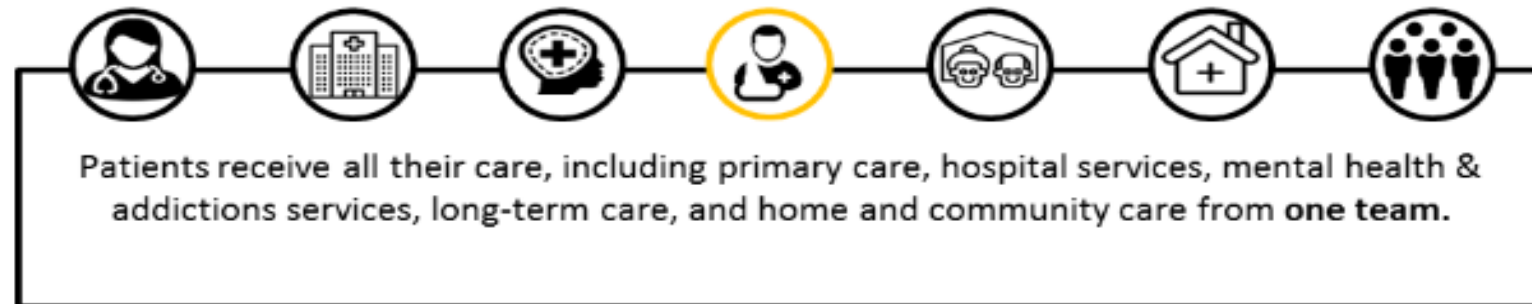 Patients receive all their care, including primary care, hospital services, mental health &
addictions services, long-term care, and home and community care from one team.